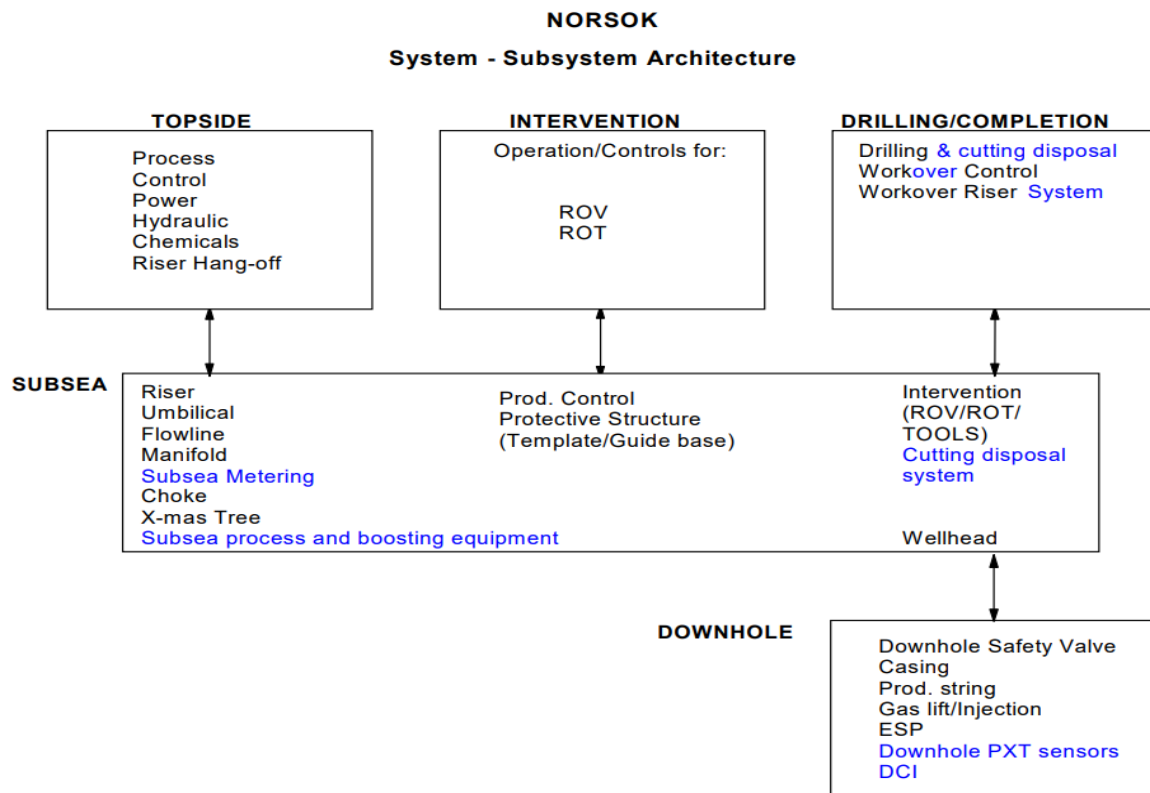 NORSOK
System - Subsystem Architecture
TOPSIDE
Process
Control
Power
Hydraulic
Chemicals
Riser Hang-off
INTERVENTION
Operation/Controls for:
ROV
ROT
DRILLING/COMPLETION
Drilling & cutting disposal
Workover Control
Workover Riser System
SUBSEA
Riser
Umbilical
Flowline
Manifold
Subsea Metering
Choke
X-mas Tree
Subsea process and boosting equipment
Prod. Control
Protective Structure
(Template/Guide base)
Intervention
(ROV/ROT/
TOOLS)
Cutting disposal
system
Wellhead
DOWNHOLE
Downhole Safety Valve
Casing
Prod. string
Gas lift/Injection
ESP
Downhole PXT sensors
DCI